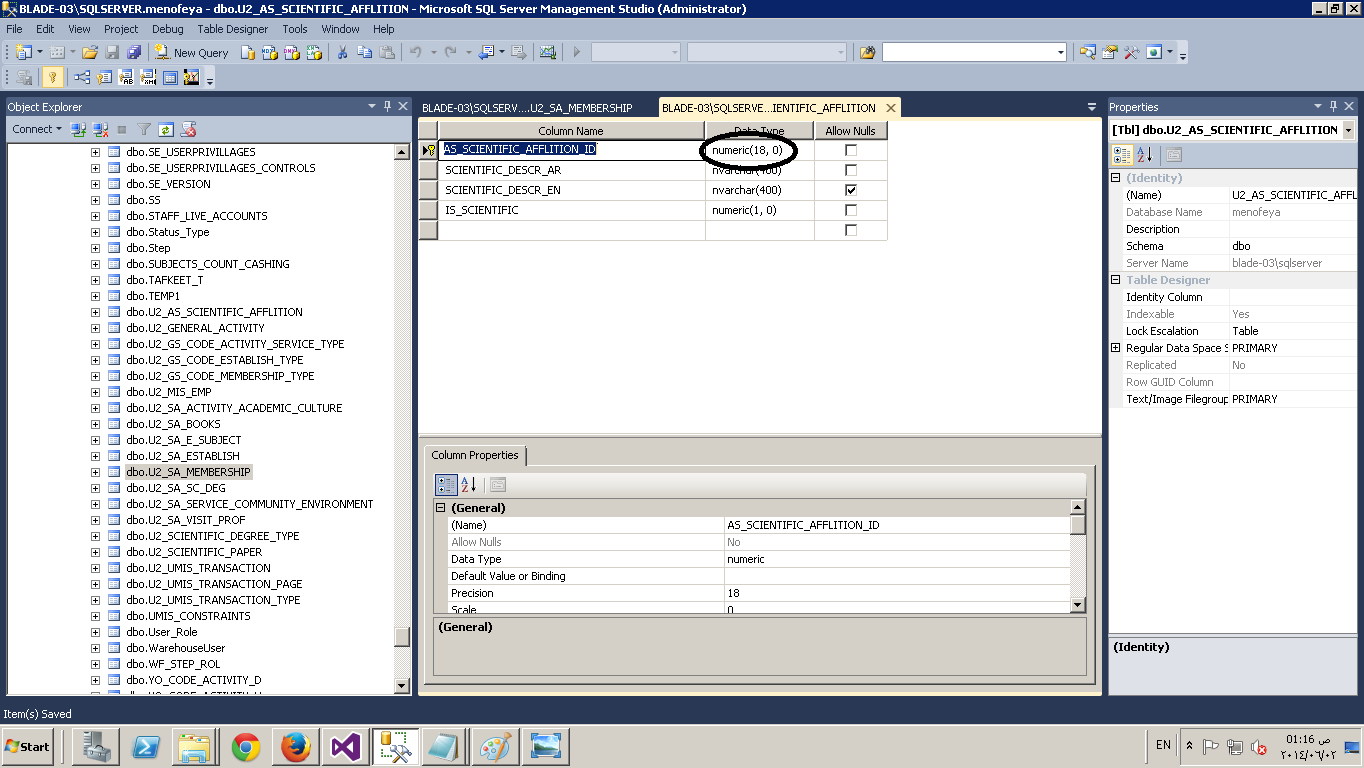 BLADE-03\SQLSERVER.menofeya - dbo.U2_AS_SCIENTIFIC_AFFLITION - Microsoft SQL Server Management Studio (Administrator)
File Edit View Project Debug Table Designer Tools Window Help
New Query
Object Explorer
Connect
dbo.SE_USERPRIVILLAGES
dbo.SE_USERPRIVILLAGES_CONTROLS
dbo.SE_VERSION
dbo.SS
dbo.STAFF_LIVE_ACCOUNTS
dbo.Status_Type
dbo.Step
dbo.SUBJECTS_COUNT_CASHING
dbo.TAFKEET_T
dbo.TEMP1
dbo.U2_AS_SCIENTIFIC_AFFLITION
dbo.U2_GENERAL_ACTIVITY
dbo.U2_GS_CODE_ACTIVITY_SERVICE_TYPE
dbo.U2_GS_CODE_ESTABLISH_TYPE
dbo.U2_GS_CODE_MEMBERSHIP_TYPE
dbo.U2_MIS_EMP
dbo.U2_SA_ACTIVITY_ACADEMIC_CULTURE
dbo.U2_SA_BOOKS
dbo.U2_SA_E_SUBJECT
dbo.U2_SA_ESTABLISH
dbo.U2_SA_MEMBERSHIP
dbo.U2_SA_SC_DEG
dbo.U2_SA_SERVICE_COMMUNITY_ENVIRONMENT
dbo.U2_SA_VISIT_PROF
dbo.U2_SCIENTIFIC_DEGREE_TYPE
dbo.U2_SCIENTIFIC_PAPER
dbo.U2_UMIS_TRANSACTION
dbo.U2_UMIS_TRANSACTION_PAGE
dbo.U2_UMIS_TRANSACTION_TYPE
dbo.UMIS_CONSTRAINTS
dbo.User_Role
dbo.WarehouseUser
dbo.WF_STEP_ROL
dbo.YO_CODE_ACTIVITY_D
BLADE-03\SQLSERV....U2_SA_MEMBERSHIP BLADE-03\SQLSERVE...IENTIFIC_AFFLITION
Column Name Data Type Allow Nulls
AS_SCIENTIFIC_AFFLITION_ID numeric(18, 0)
SCIENTIFIC_DESCR_AR nvarchar(400)
SCIENTIFIC_DESCR_EN nvarchar(400)
IS_SCIENTIFIC numeric(1, 0)
Column Properties
(General)
(Name) AS_SCIENTIFIC_AFFLITION_ID
Allow Nulls No
Data Type numeric
Default Value or Binding
Precision 18
Scale 0
(General)
Properties
[Tbl] dbo.U2_AS_SCIENTIFIC_AFFLITION
(Identity)
(Name) U2_AS_SCIENTIFIC_AFFL
Database Name menofeya
Description
Schema dbo
Server Name blade-03\sqlserver
Table Designer
Identity Column
Indexable Yes
Lock Escalation Table
Regular Data Space S PRIMARY
Replicated No
Row GUID Column
Text/Image Filegroup PRIMARY
(Identity)
Item(s) Saved
Start
EN
01:16 ص
٢٠١٤/٠٦/٠٢